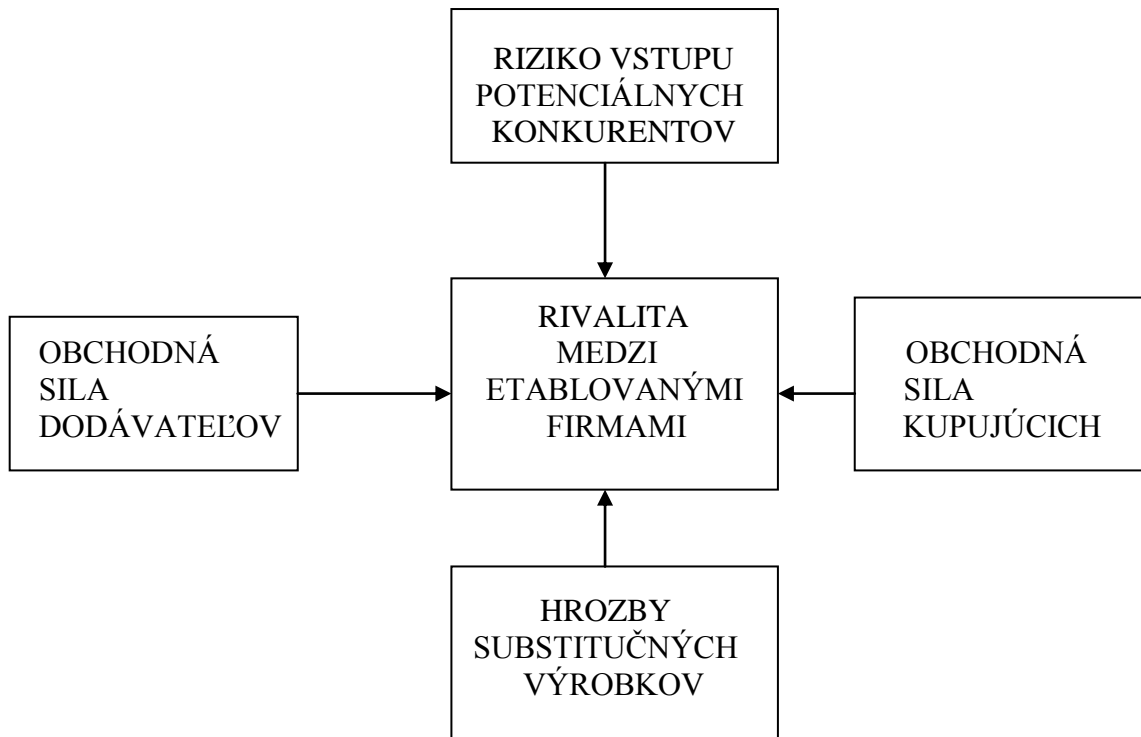 RIZIKO VSTUPU
POTENCIÁLNYCH
KONKURENTOV
OBCHODNÁ
SILA
DODÁVATEĽOV
RIVALITA
MEDZI
ETABLOVANÝMI
FIRMAMI
OBCHODNÁ
SILA
KUPUJÚCICH
HROZBY
SUBSTITUČNÝCH
VÝROBKOV